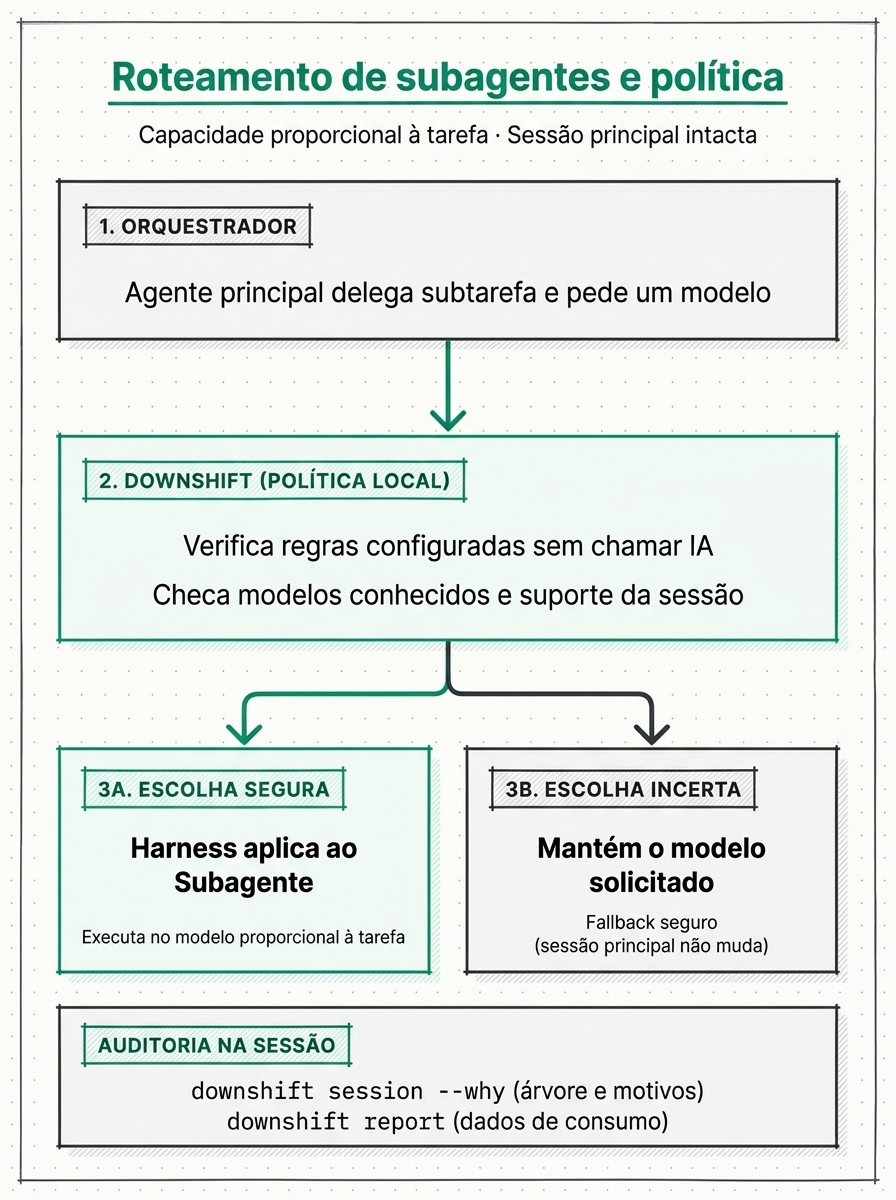 Roteamento de subagentes e política
Capacidade proporcional à tarefa · Sessão principal intacta
1. ORQUESTRADOR
Agente principal delega subtarefa e pede um modelo
2. DOWNSHIFT (POLÍTICA LOCAL)
Verifica regras configuradas sem chamar IA
Checa modelos conhecidos e suporte da sessão
3A. ESCOLHA SEGURA
Harness aplica ao
Subagente
Executa no modelo proporcional à tarefa
3B. ESCOLHA INCERTA
Mantém o modelo
solicitado
Fallback seguro
(sessão principal não muda)
AUDITORIA NA SESSÃO
downshift session --why (árvore e motivos)
downshift report (dados de consumo)